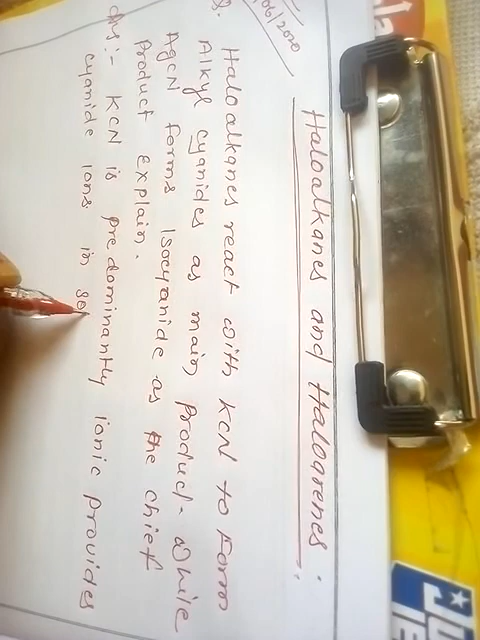 /06/2020
Haloalkanes and Haloarenes:
Q. Haloalkanes react with KCN to Form
Alkyl cyanides as main product- while
AgCN forms Isocyanide as the chief
Product explain.
Ans:- KCN is predominantly ionic provides
cyanide ions in so